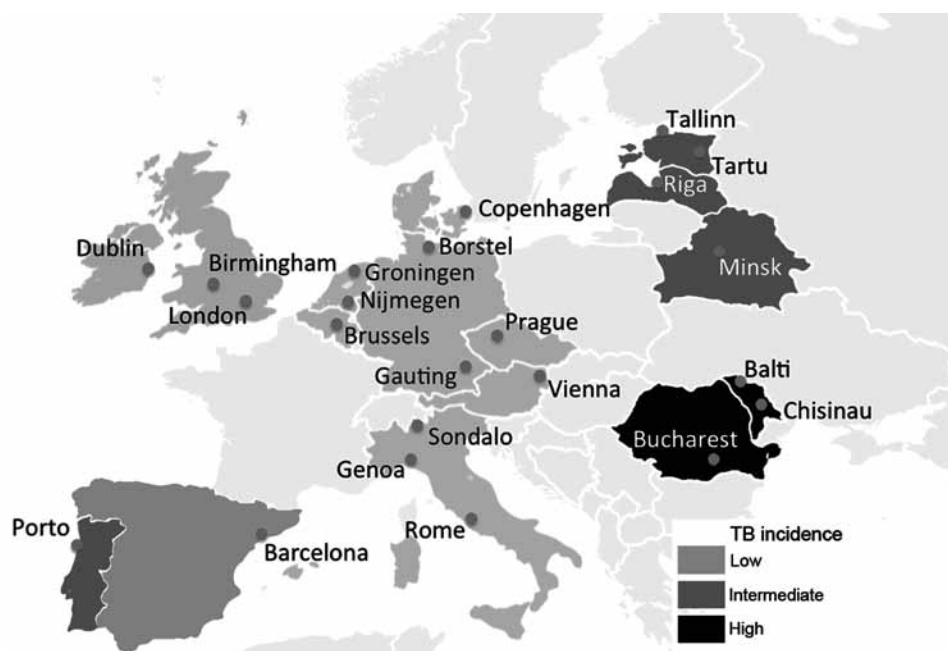 Tallinn
Tartu
Riga
Copenhagen
Dublin
Borstel
Birmingham
Groningen
Minsk
Nijmegen
London
Prague
Brussels
Balti
Gauting
Vienna
Chisinau
Sondalo
Bucharest
Genoa
Porto
Rome
Barcelona
TB incidence
Low
Intermediate
High